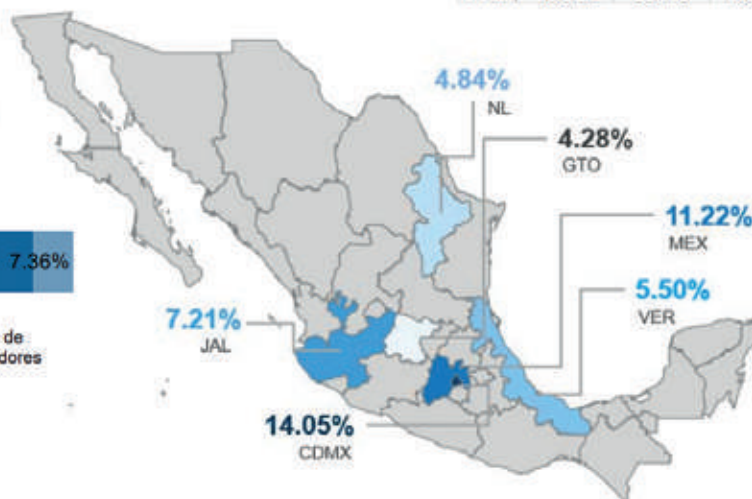 4.84%
NL
4.28%
GTO
11.22%
MEX
7.36%
5.50%
VER
7.21%
JAL
de
dores
14.05%
CDMX